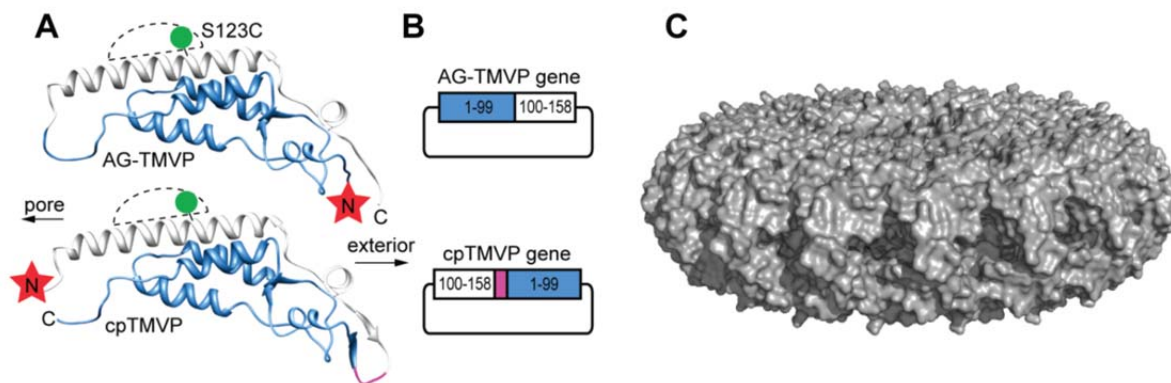 A
S123C
AG-TMVP
N
C
pore
N
C
cpTMVP
exterior
B
AG-TMVP gene
1-99
100-158
cpTMVP gene
100-158
1-99
C